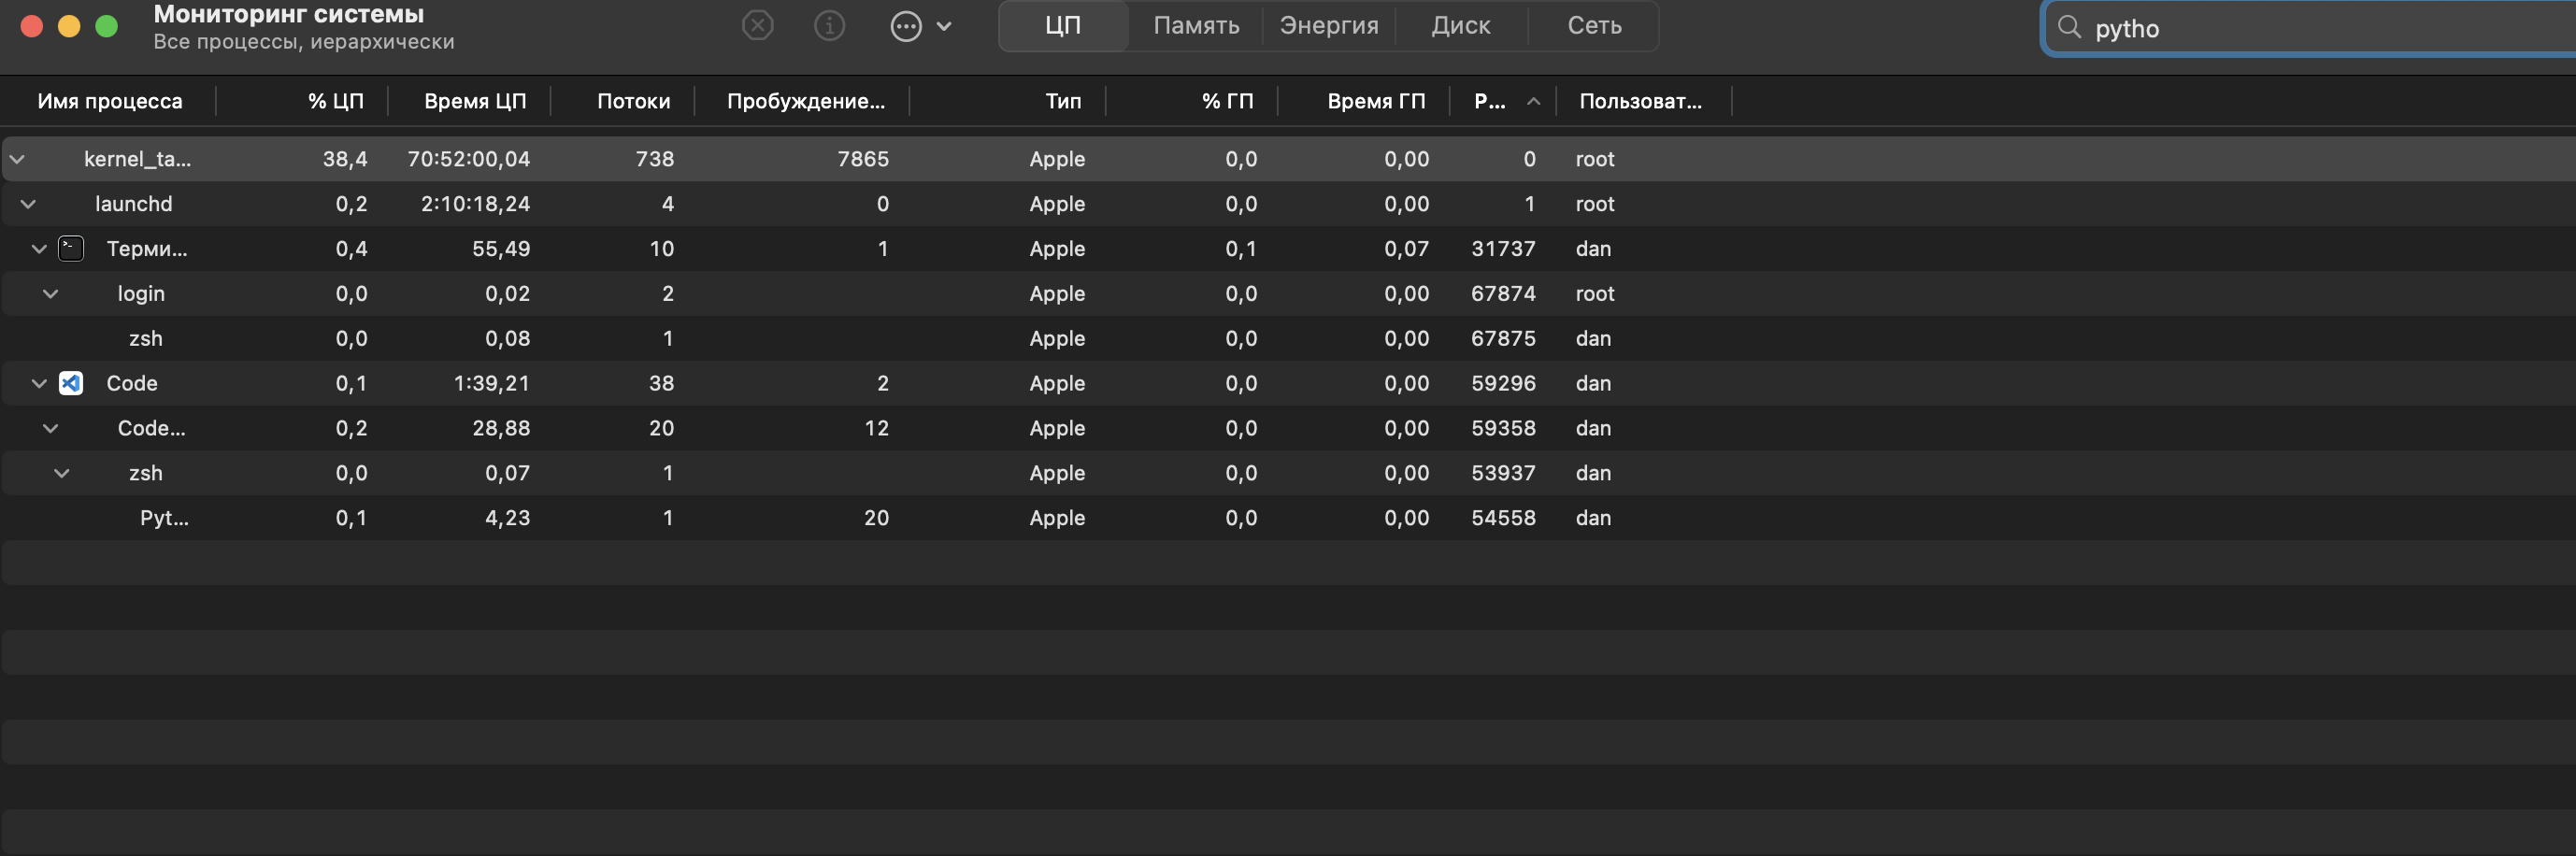 Мониторинг системы
Все процессы, иерархически
ЦП Память Энергия Диск Сеть
pytho
Имя процесса % ЦП Время ЦП Потоки Пробуждение... Тип % ГП Время ГП P... Пользоват...
kernel_ta... 38,4 70:52:00,04 738 7865 Apple 0,0 0,00 0 root
launchd 0,2 2:10:18,24 4 0 Apple 0,0 0,00 1 root
Терми... 0,4 55,49 10 1 Apple 0,1 0,07 31737 dan
login 0,0 0,02 2 Apple 0,0 0,00 67874 root
zsh 0,0 0,08 1 Apple 0,0 0,00 67875 dan
Code 0,1 1:39,21 38 2 Apple 0,0 0,00 59296 dan
Code... 0,2 28,88 20 12 Apple 0,0 0,00 59358 dan
zsh 0,0 0,07 1 Apple 0,0 0,00 53937 dan
Pyt... 0,1 4,23 1 20 Apple 0,0 0,00 54558 dan